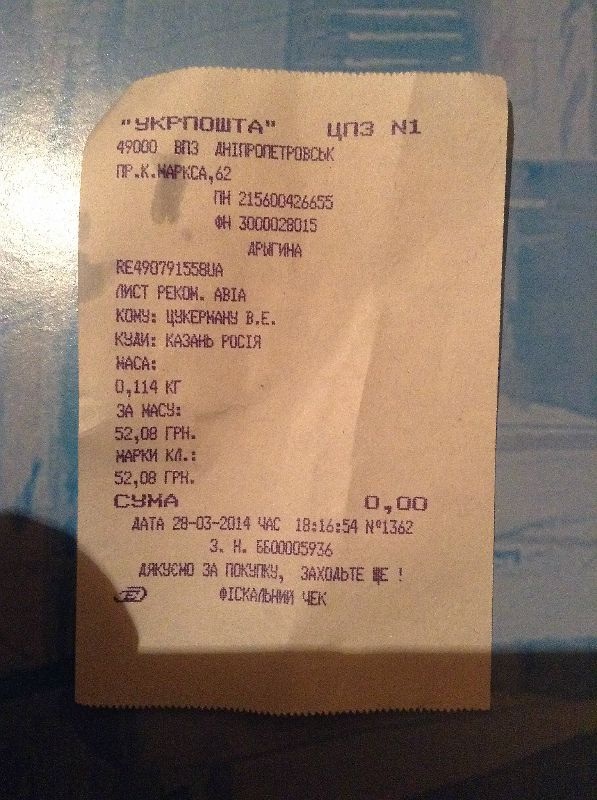 "УКРПОШТА" ЦПЗ N1
49000 ВПЗ ДНІПРОПЕТРОВСЬК
ПР.К.МАРКСА,62
ПН 215600426655
ФН 3000028015
ДРЫГИНА
RE490791558UA
ЛИСТ РЕКОМ. АВІА
КОМУ: ЦУКЕРМАНУ В.Е.
КУДИ: КАЗАНЬ РОСІЯ
МАСА:
0,114 КГ
ЗА МАСУ:
52,08 ГРН.
МАРКИ КЛ.:
52,08 ГРН.
СУМА 0,00
ДАТА 28-03-2014 ЧАС 18:16:54 №1362
З. Н. ББ00005936
ДЯКУЄМО ЗА ПОКУПКУ, ЗАХОДЬТЕ ЩЕ !
ФІСКАЛЬНИЙ ЧЕК